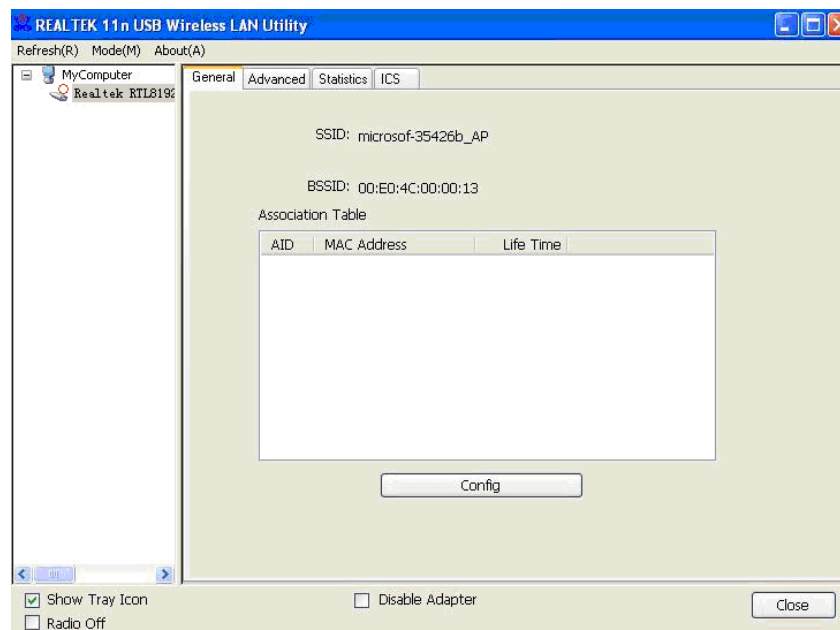 REALTEK 11n USB Wireless LAN Utility
Refresh(R) Mode(M) About(A)
MyComputer
Realtek RTL8192
General Advanced Statistics ICS
SSID: microsof-35426b_AP
BSSID: 00:E0:4C:00:00:13
Association Table
AID MAC Address Life Time
Config
Show Tray Icon
Radio Off
Disable Adapter
Close